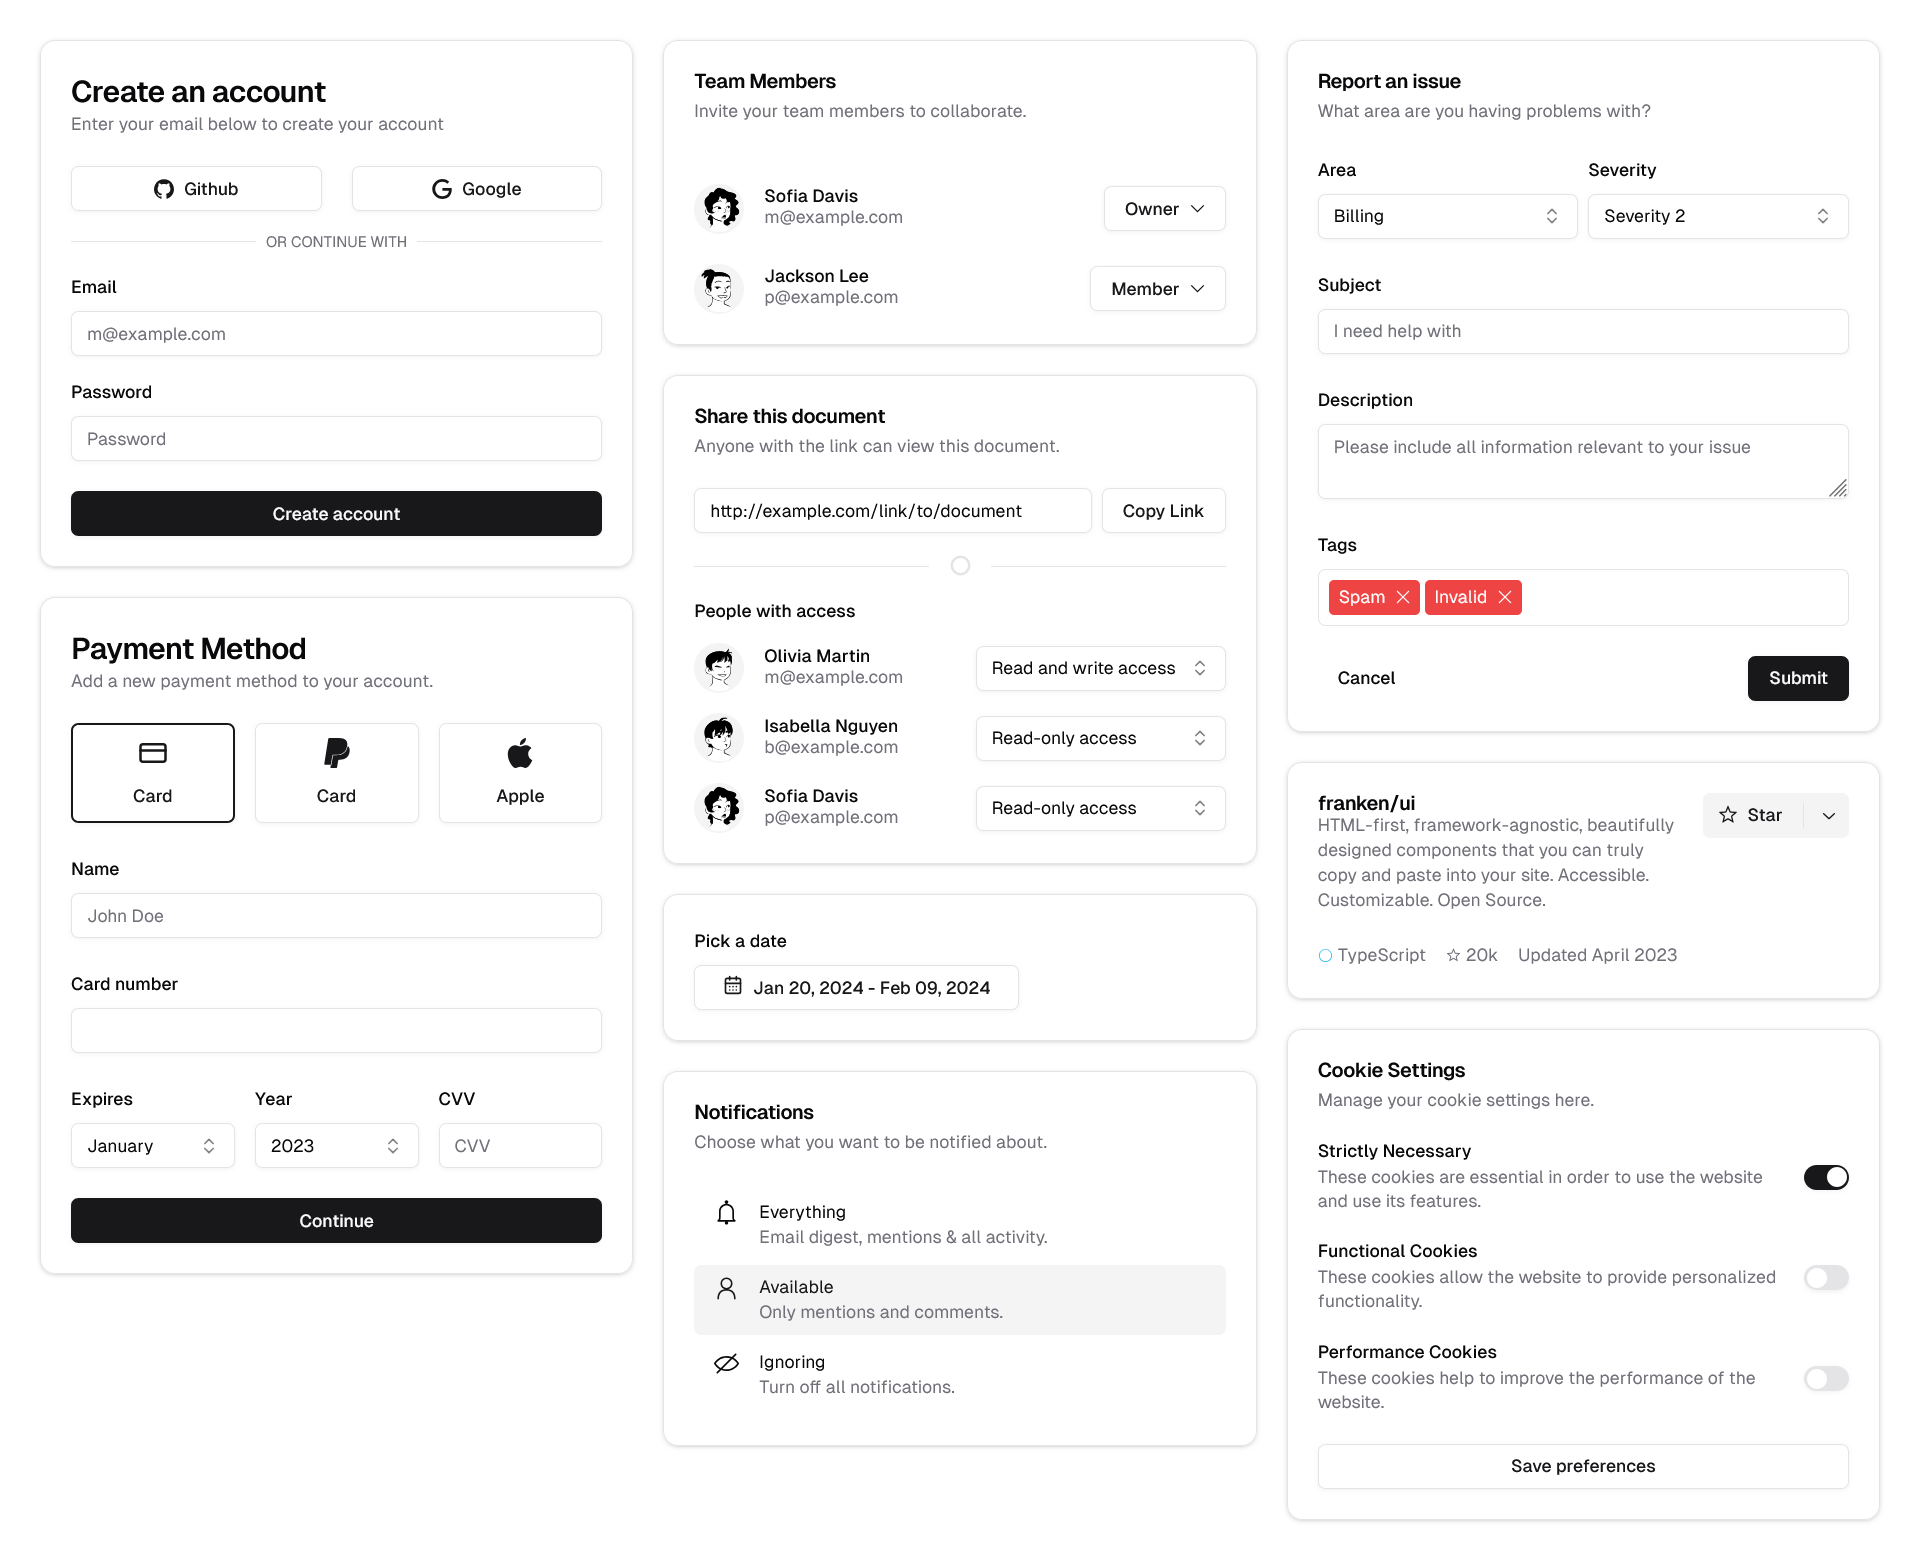 Create an account
Enter your email below to create your account
Github
Google
OR CONTINUE WITH
Email
m@example.com
Password
Password
Create account
Payment Method
Add a new payment method to your account.
Card
Card
Apple
Name
John Doe
Card number
Expires
Year
CVV
January
2023
CVV
Continue
Team Members
Invite your team members to collaborate.
Sofia Davis
m@example.com
Owner
Jackson Lee
p@example.com
Member
Share this document
Anyone with the link can view this document.
http://example.com/link/to/document
Copy Link
People with access
Olivia Martin
m@example.com
Read and write access
Isabella Nguyen
b@example.com
Read-only access
Sofia Davis
p@example.com
Read-only access
Pick a date
Jan 20, 2024 - Feb 09, 2024
Notifications
Choose what you want to be notified about.
Everything
Email digest, mentions & all activity.
Available
Only mentions and comments.
Ignoring
Turn off all notifications.
Report an issue
What area are you having problems with?
Area
Severity
Billing
Severity 2
Subject
I need help with
Description
Please include all information relevant to your issue
Tags
Spam
Invalid
Cancel
Submit
franken/ui
HTML-first, framework-agnostic, beautifully
designed components that you can truly
copy and paste into your site. Accessible.
Customizable. Open Source.
Star
TypeScript
20k
Updated April 2023
Cookie Settings
Manage your cookie settings here.
Strictly Necessary
These cookies are essential in order to use the website
and use its features.
Functional Cookies
These cookies allow the website to provide personalized
functionality.
Performance Cookies
These cookies help to improve the performance of the
website.
Save preferences